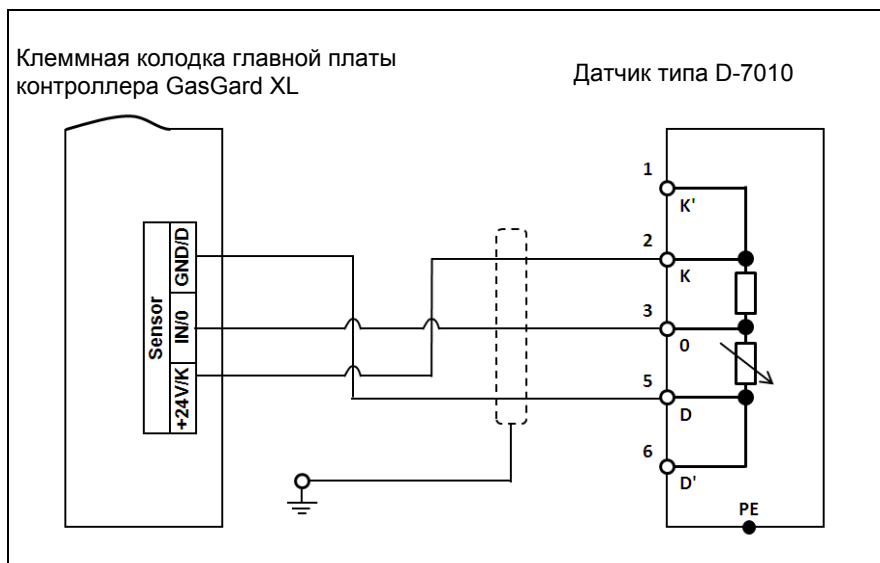 Клеммная колодка главной платы
контроллера GasGard XL
Датчик типа D-7010
Sensor
GND/D
IN/0
+24V/K
1
K'
2
K
3
0
5
D
6
D'
PE